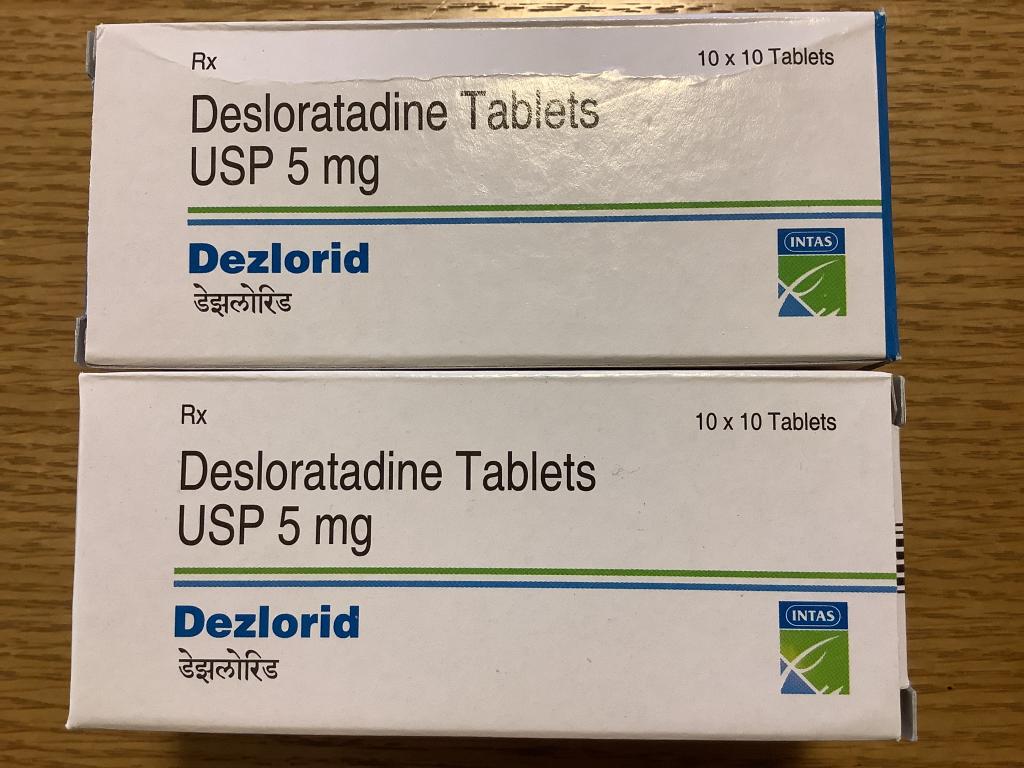 Rx
10 x 10 Tablets
Desloratadine Tablets
USP 5 mg
Dezlorid
डेझलोरिड
INTAS
Rx
10 x 10 Tablets
Desloratadine Tablets
USP 5 mg
Dezlorid
डेझलोरिड
INTAS